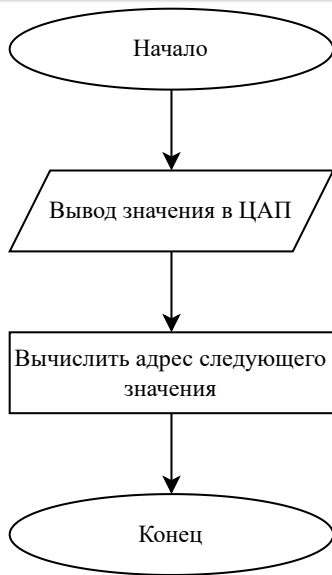 Начало
Вывод значения в ЦАП
Вычислить адрес следующего
значения
Конец